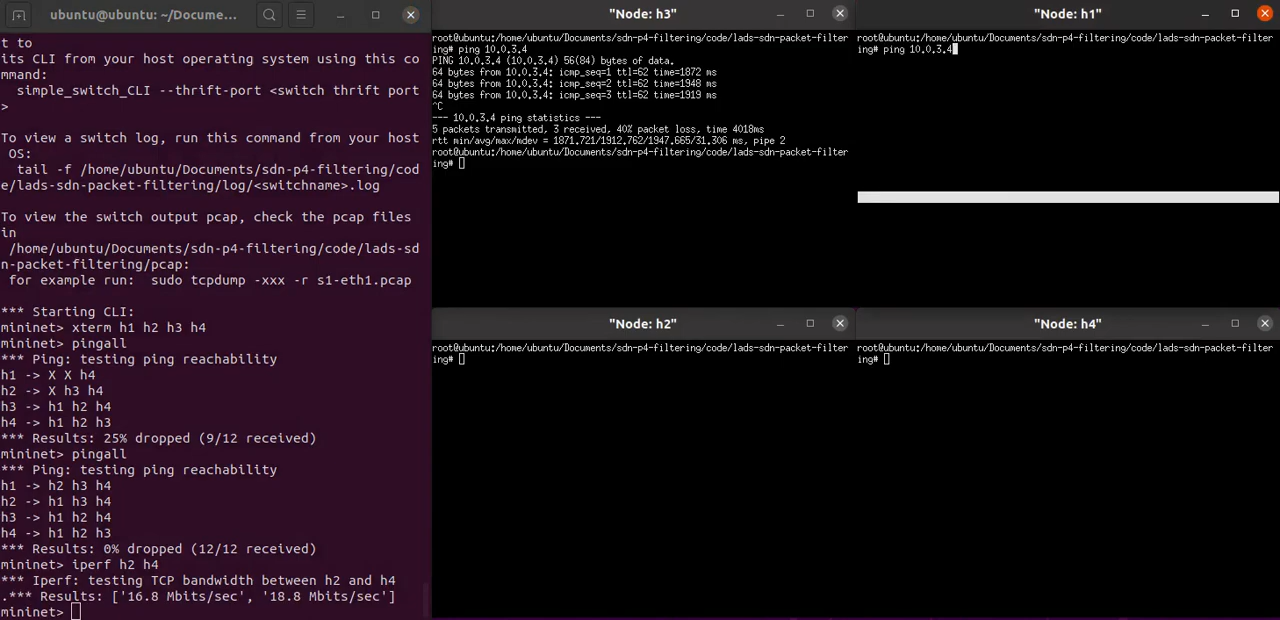 ubuntu@ubuntu: ~/Docume...
t to
its CLI from your host operating system using this co
mmand:
simple_switch_CLI --thrift-port <switch thrift port
>
To view a switch log, run this command from your host
OS:
tail -f /home/ubuntu/Documents/sdn-p4-filtering/cod
e/lads-sdn-packet-filtering/log/<switchname>.log
To view the switch output pcap, check the pcap files
in
/home/ubuntu/Documents/sdn-p4-filtering/code/lads-sd
n-packet-filtering/pcap:
for example run:  sudo tcpdump -xxx -r s1-eth1.pcap
*** Starting CLI:
mininet> xterm h1 h2 h3 h4
mininet> pingall
*** Ping: testing ping reachability
h1 -> X X h4
h2 -> X h3 h4
h3 -> h1 h2 h4
h4 -> h1 h2 h3
*** Results: 25% dropped (9/12 received)
mininet> pingall
*** Ping: testing ping reachability
h1 -> h2 h3 h4
h2 -> h1 h3 h4
h3 -> h1 h2 h4
h4 -> h1 h2 h3
*** Results: 0% dropped (12/12 received)
mininet> iperf h2 h4
*** Iperf: testing TCP bandwidth between h2 and h4
.*** Results: ['16.8 Mbits/sec', '18.8 Mbits/sec']
mininet>
"Node: h3"
root@ubuntu:/home/ubuntu/Documents/sdn-p4-filtering/code/lads-sdn-packet-filter
ing# ping 10.0.3.4
PING 10.0.3.4 (10.0.3.4) 56(84) bytes of data.
64 bytes from 10.0.3.4: icmp_seq=1 ttl=62 time=1872 ms
64 bytes from 10.0.3.4: icmp_seq=2 ttl=62 time=1948 ms
64 bytes from 10.0.3.4: icmp_seq=3 ttl=62 time=1919 ms
^C
--- 10.0.3.4 ping statistics ---
5 packets transmitted, 3 received, 40% packet loss, time 4018ms
rtt min/avg/max/mdev = 1871.721/1912.762/1947.665/31.306 ms, pipe 2
root@ubuntu:/home/ubuntu/Documents/sdn-p4-filtering/code/lads-sdn-packet-filter
ing#
"Node: h1"
root@ubuntu:/home/ubuntu/Documents/sdn-p4-filtering/code/lads-sdn-packet-filter
ing# ping 10.0.3.4
"Node: h2"
root@ubuntu:/home/ubuntu/Documents/sdn-p4-filtering/code/lads-sdn-packet-filter
ing#
"Node: h4"
root@ubuntu:/home/ubuntu/Documents/sdn-p4-filtering/code/lads-sdn-packet-filter
ing#